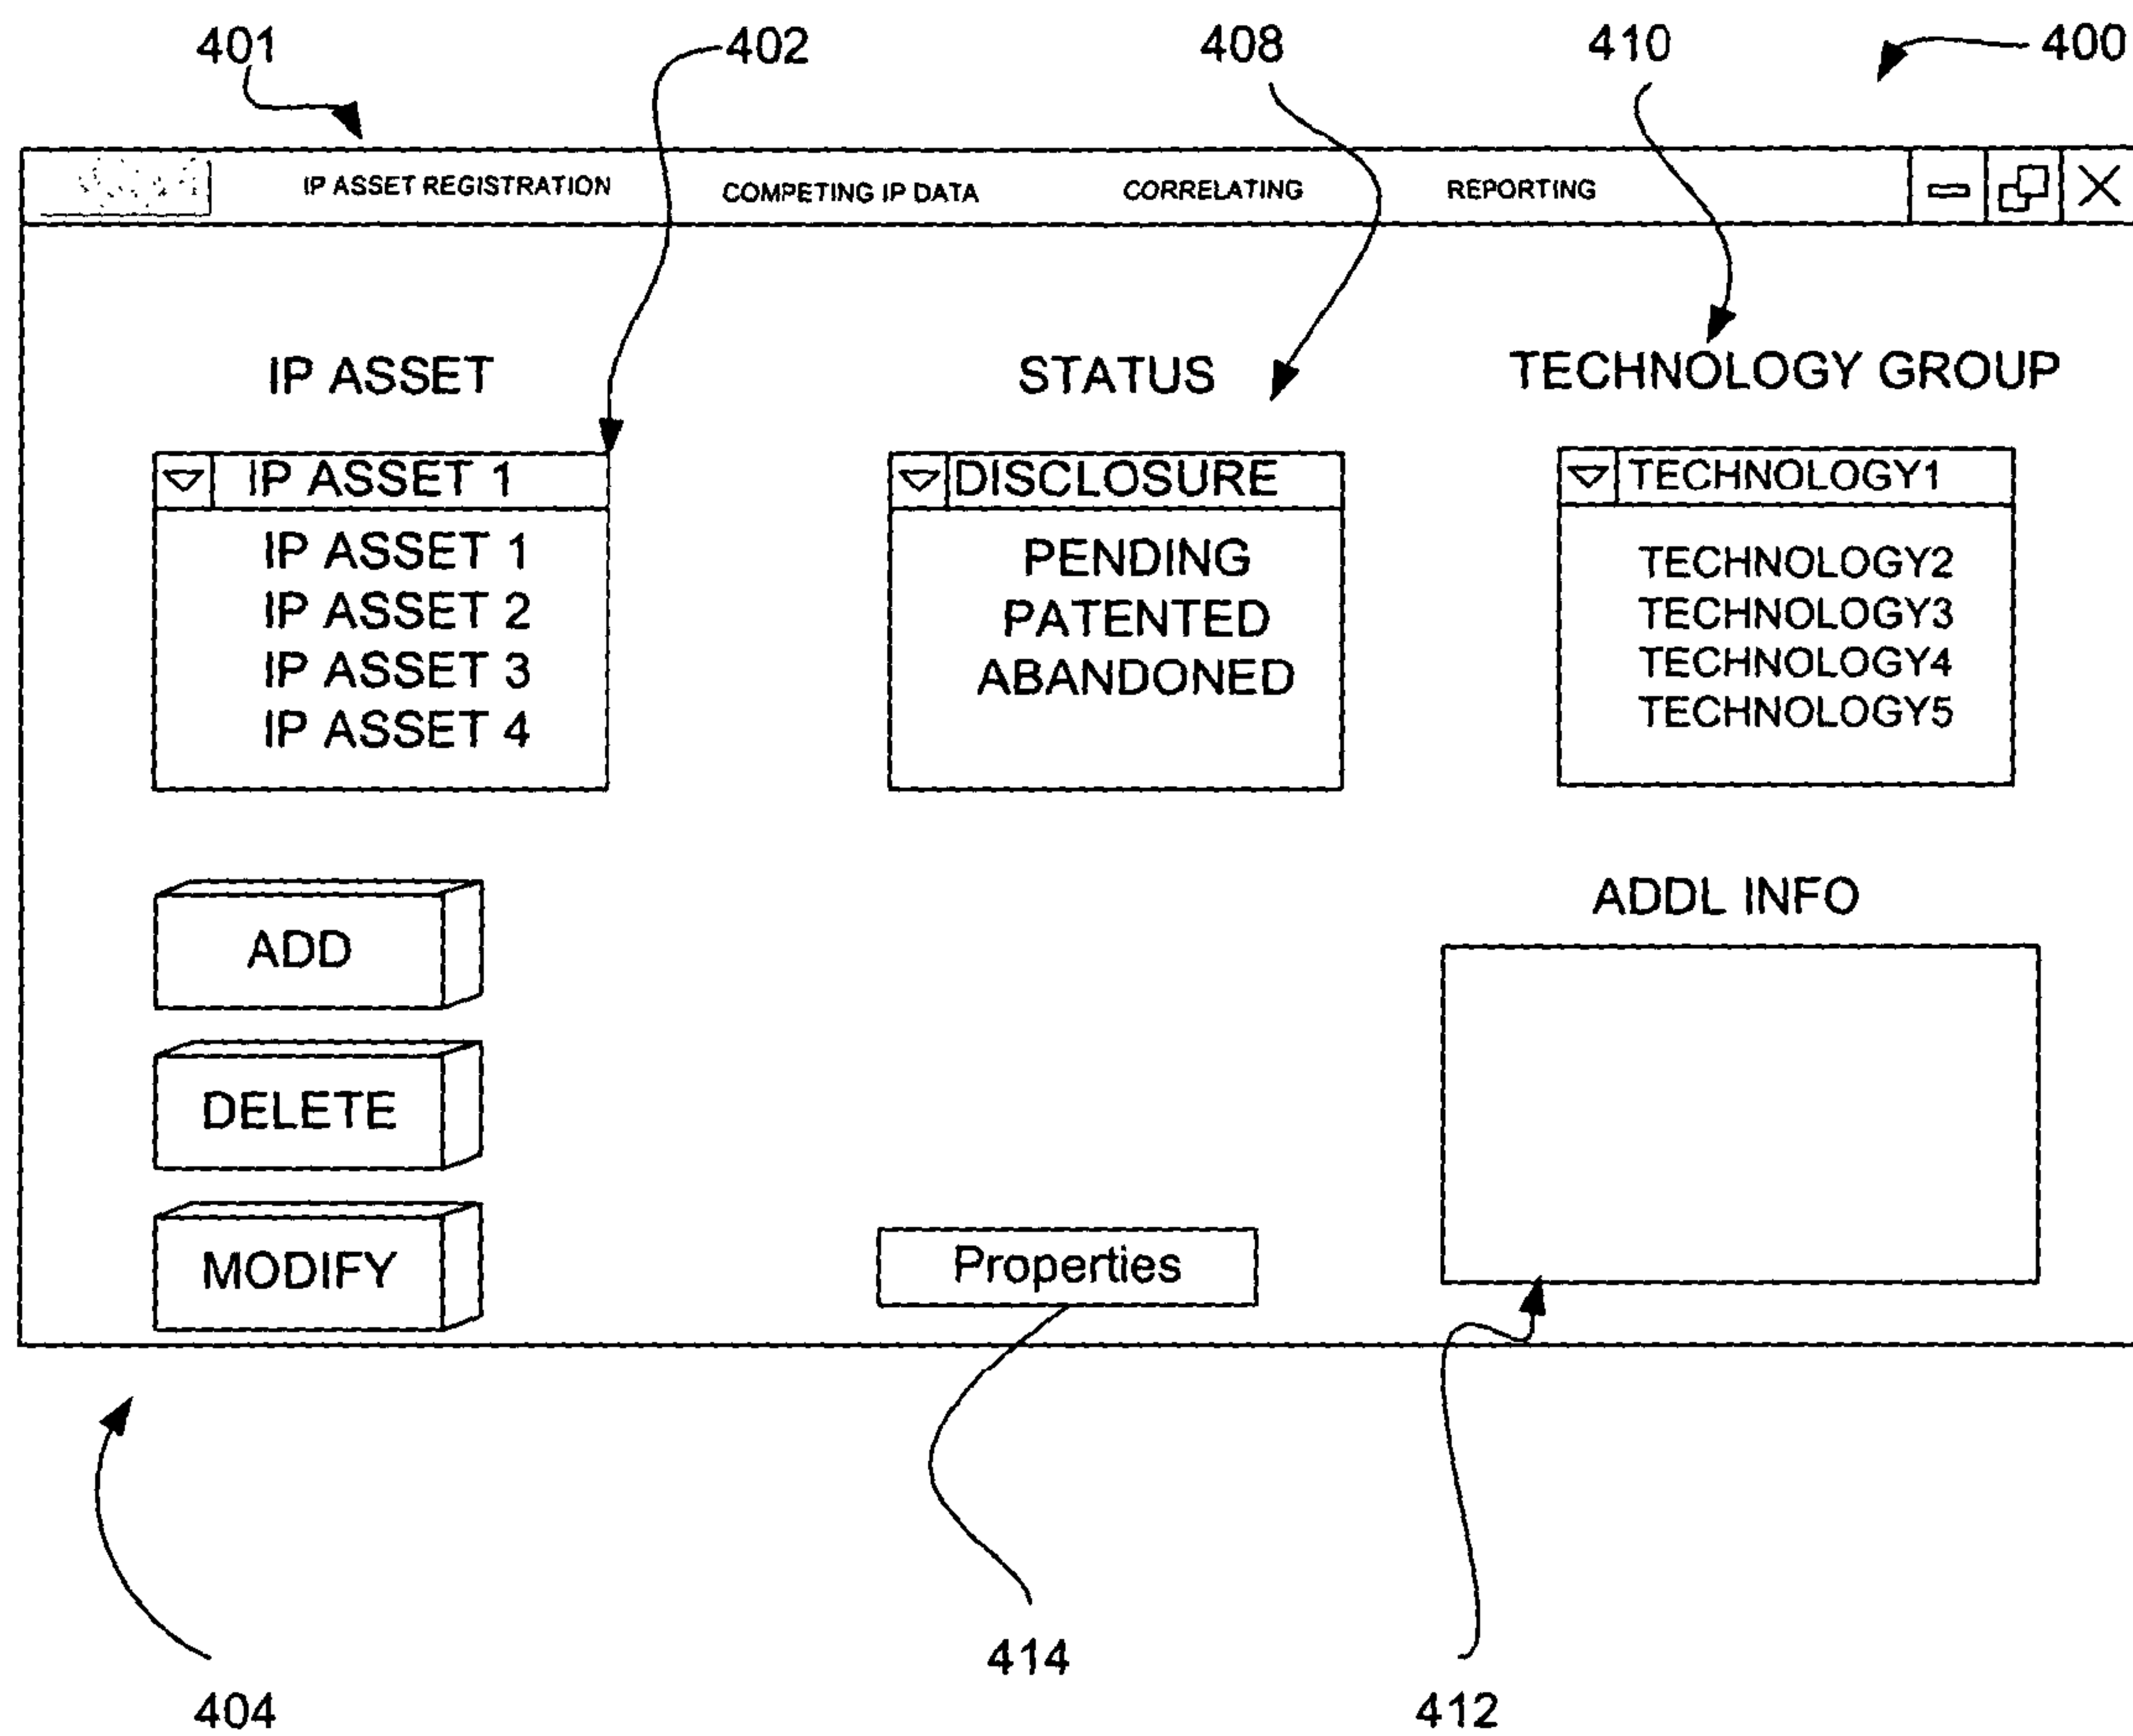 401 402 408 410 400
IP ASSET REGISTRATION COMPETING IP DATA CORRELATING REPORTING
IP ASSET STATUS TECHNOLOGY GROUP
IP ASSET 1 DISCLOSURE TECHNOLOGY1
IP ASSET 1 PENDING TECHNOLOGY2
IP ASSET 2 PATENTED TECHNOLOGY3
IP ASSET 3 ABANDONED TECHNOLOGY4
IP ASSET 4 TECHNOLOGY5
ADDL INFO
ADD
DELETE
MODIFY Properties
414
404 412